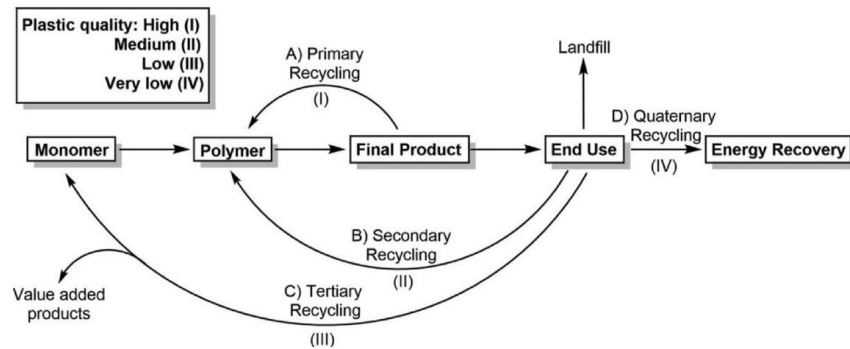 Plastic quality: High (I)
Medium (II)
Low (III)
Very low (IV)
A) Primary
Recycling
(I)
Landfill
D) Quaternary
Recycling
(IV)
Monomer
Polymer
Final Product
End Use
Energy Recovery
B) Secondary
Recycling
(II)
Value added
products
C) Tertiary
Recycling
(III)